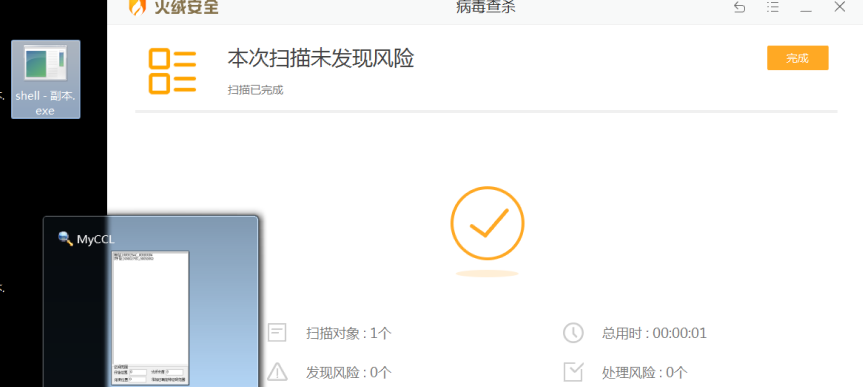 火绒安全
病毒查杀
本次扫描未发现风险
完成
扫描已完成
shell - 副本.
exe
MyCCL
扫描对象 : 1个
总用时 : 00:00:01
发现风险 : 0个
处理风险 : 0个